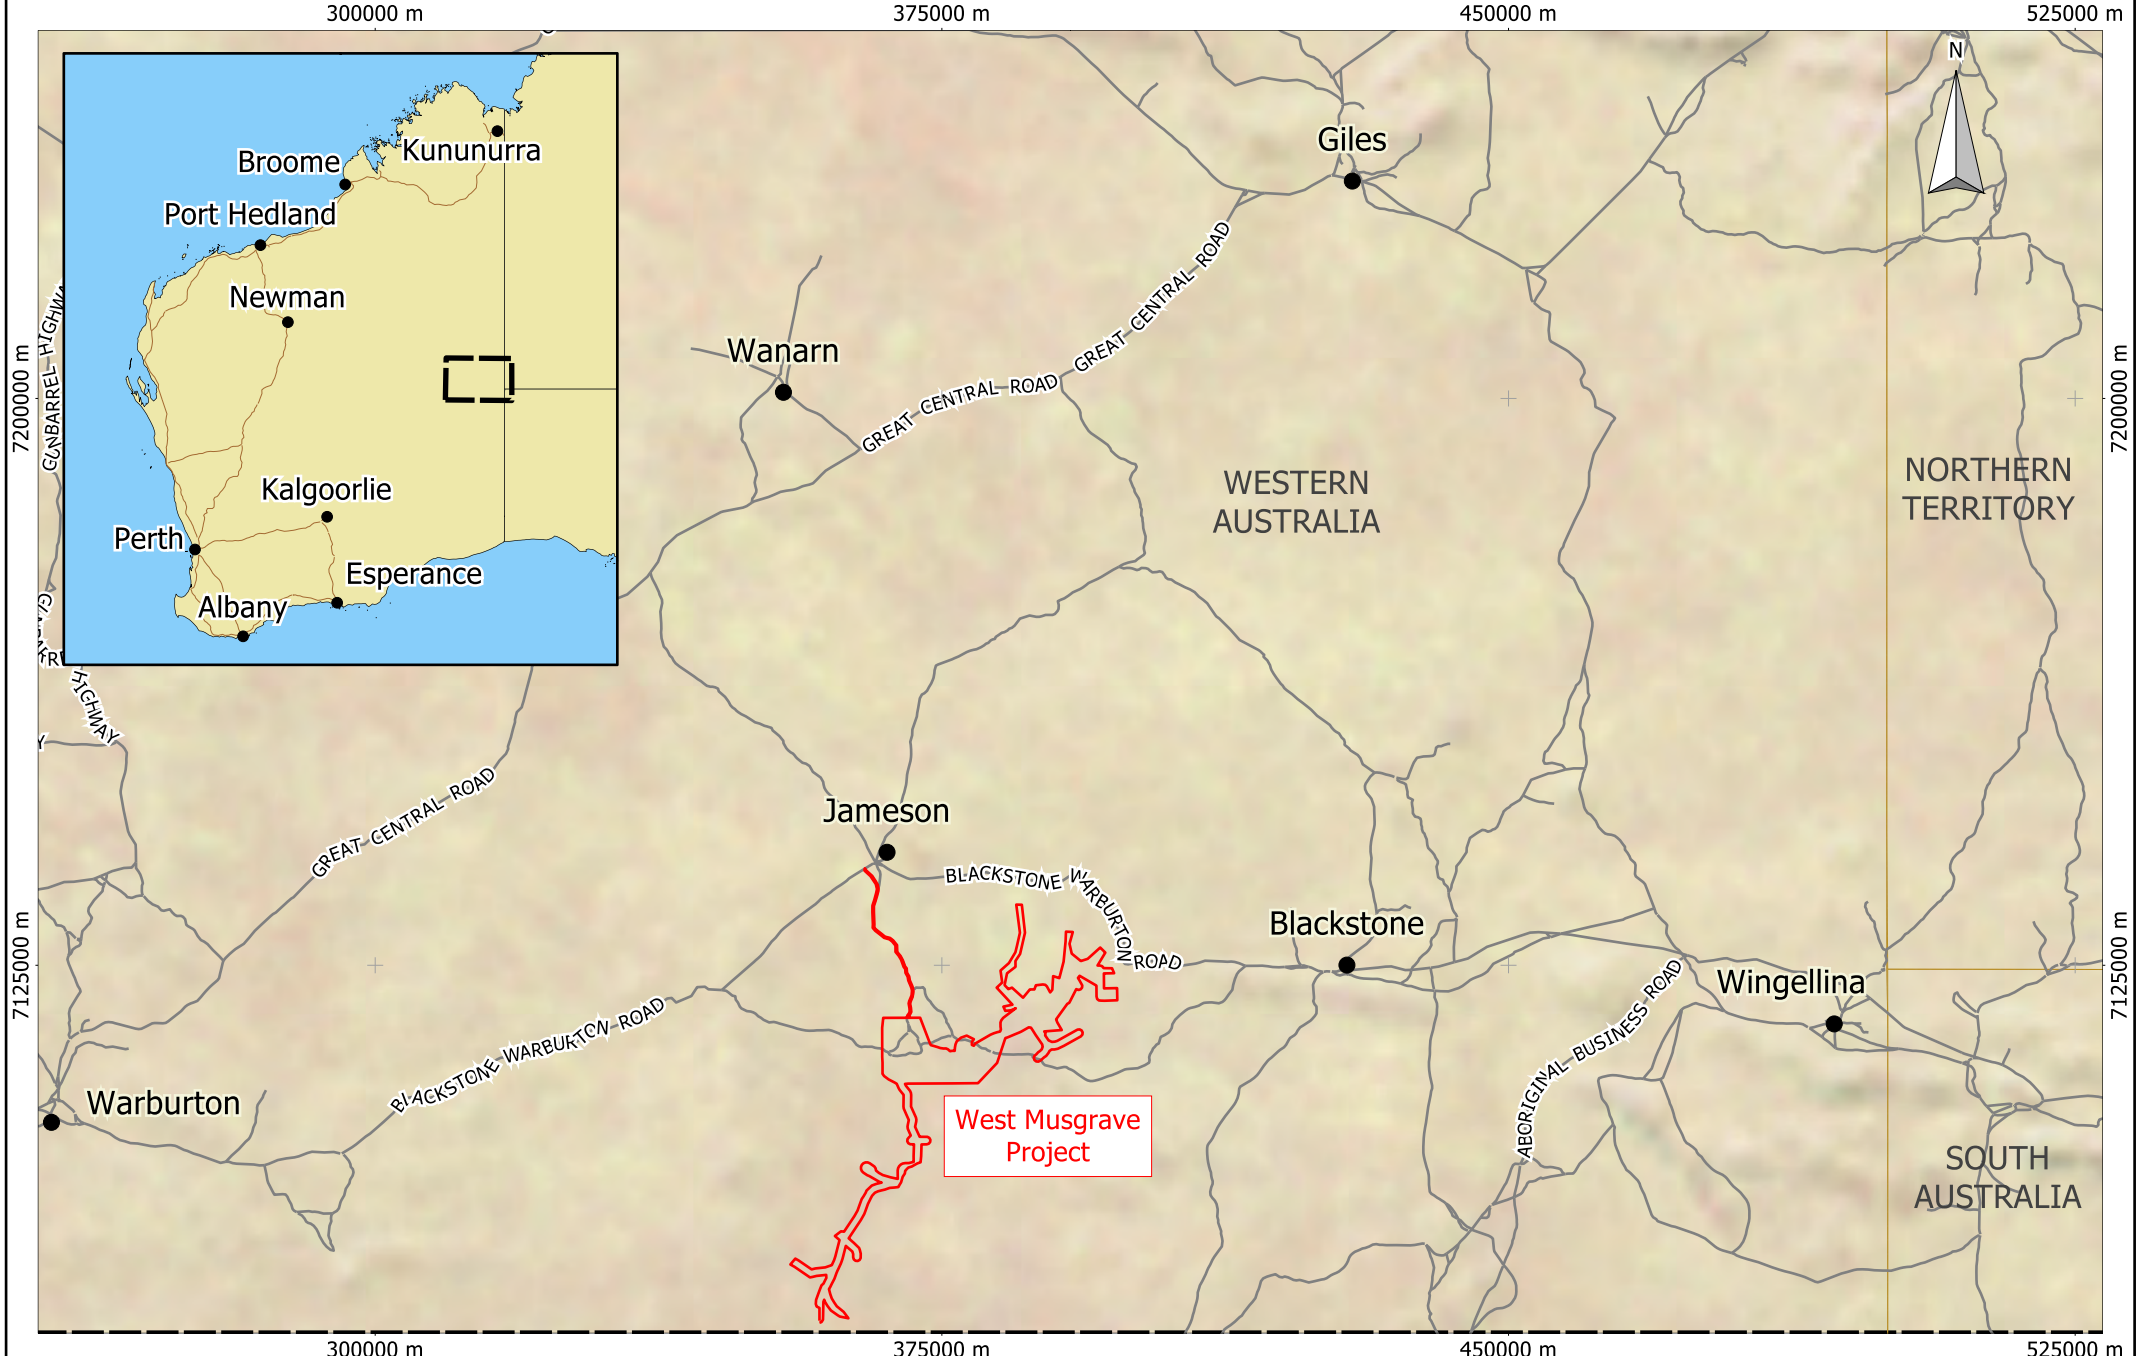 300000 m
375000 m
450000 m
525000 m
N
Giles
Kununurra
Broome
Port Hedland
Newman
Kalgoorlie
Perth
Esperance
Albany
GUNBARREL HIGHWA
HIGHWAY
Y
7200000 m
7200000 m
Wanarn
GREAT CENTRAL ROAD
GREAT CENTRAL ROAD
WESTERN
AUSTRALIA
NORTHERN
TERRITORY
GREAT CENTRAL ROAD
Jameson
BLACKSTONE WARBURTON ROAD
Blackstone
Wingellina
7125000 m
7125000 m
ABORIGINAL BUSINESS ROAD
BLACKSTONE WARBURTON ROAD
Warburton
West Musgrave
Project
SOUTH
AUSTRALIA
300000 m
375000 m
450000 m
525000 m